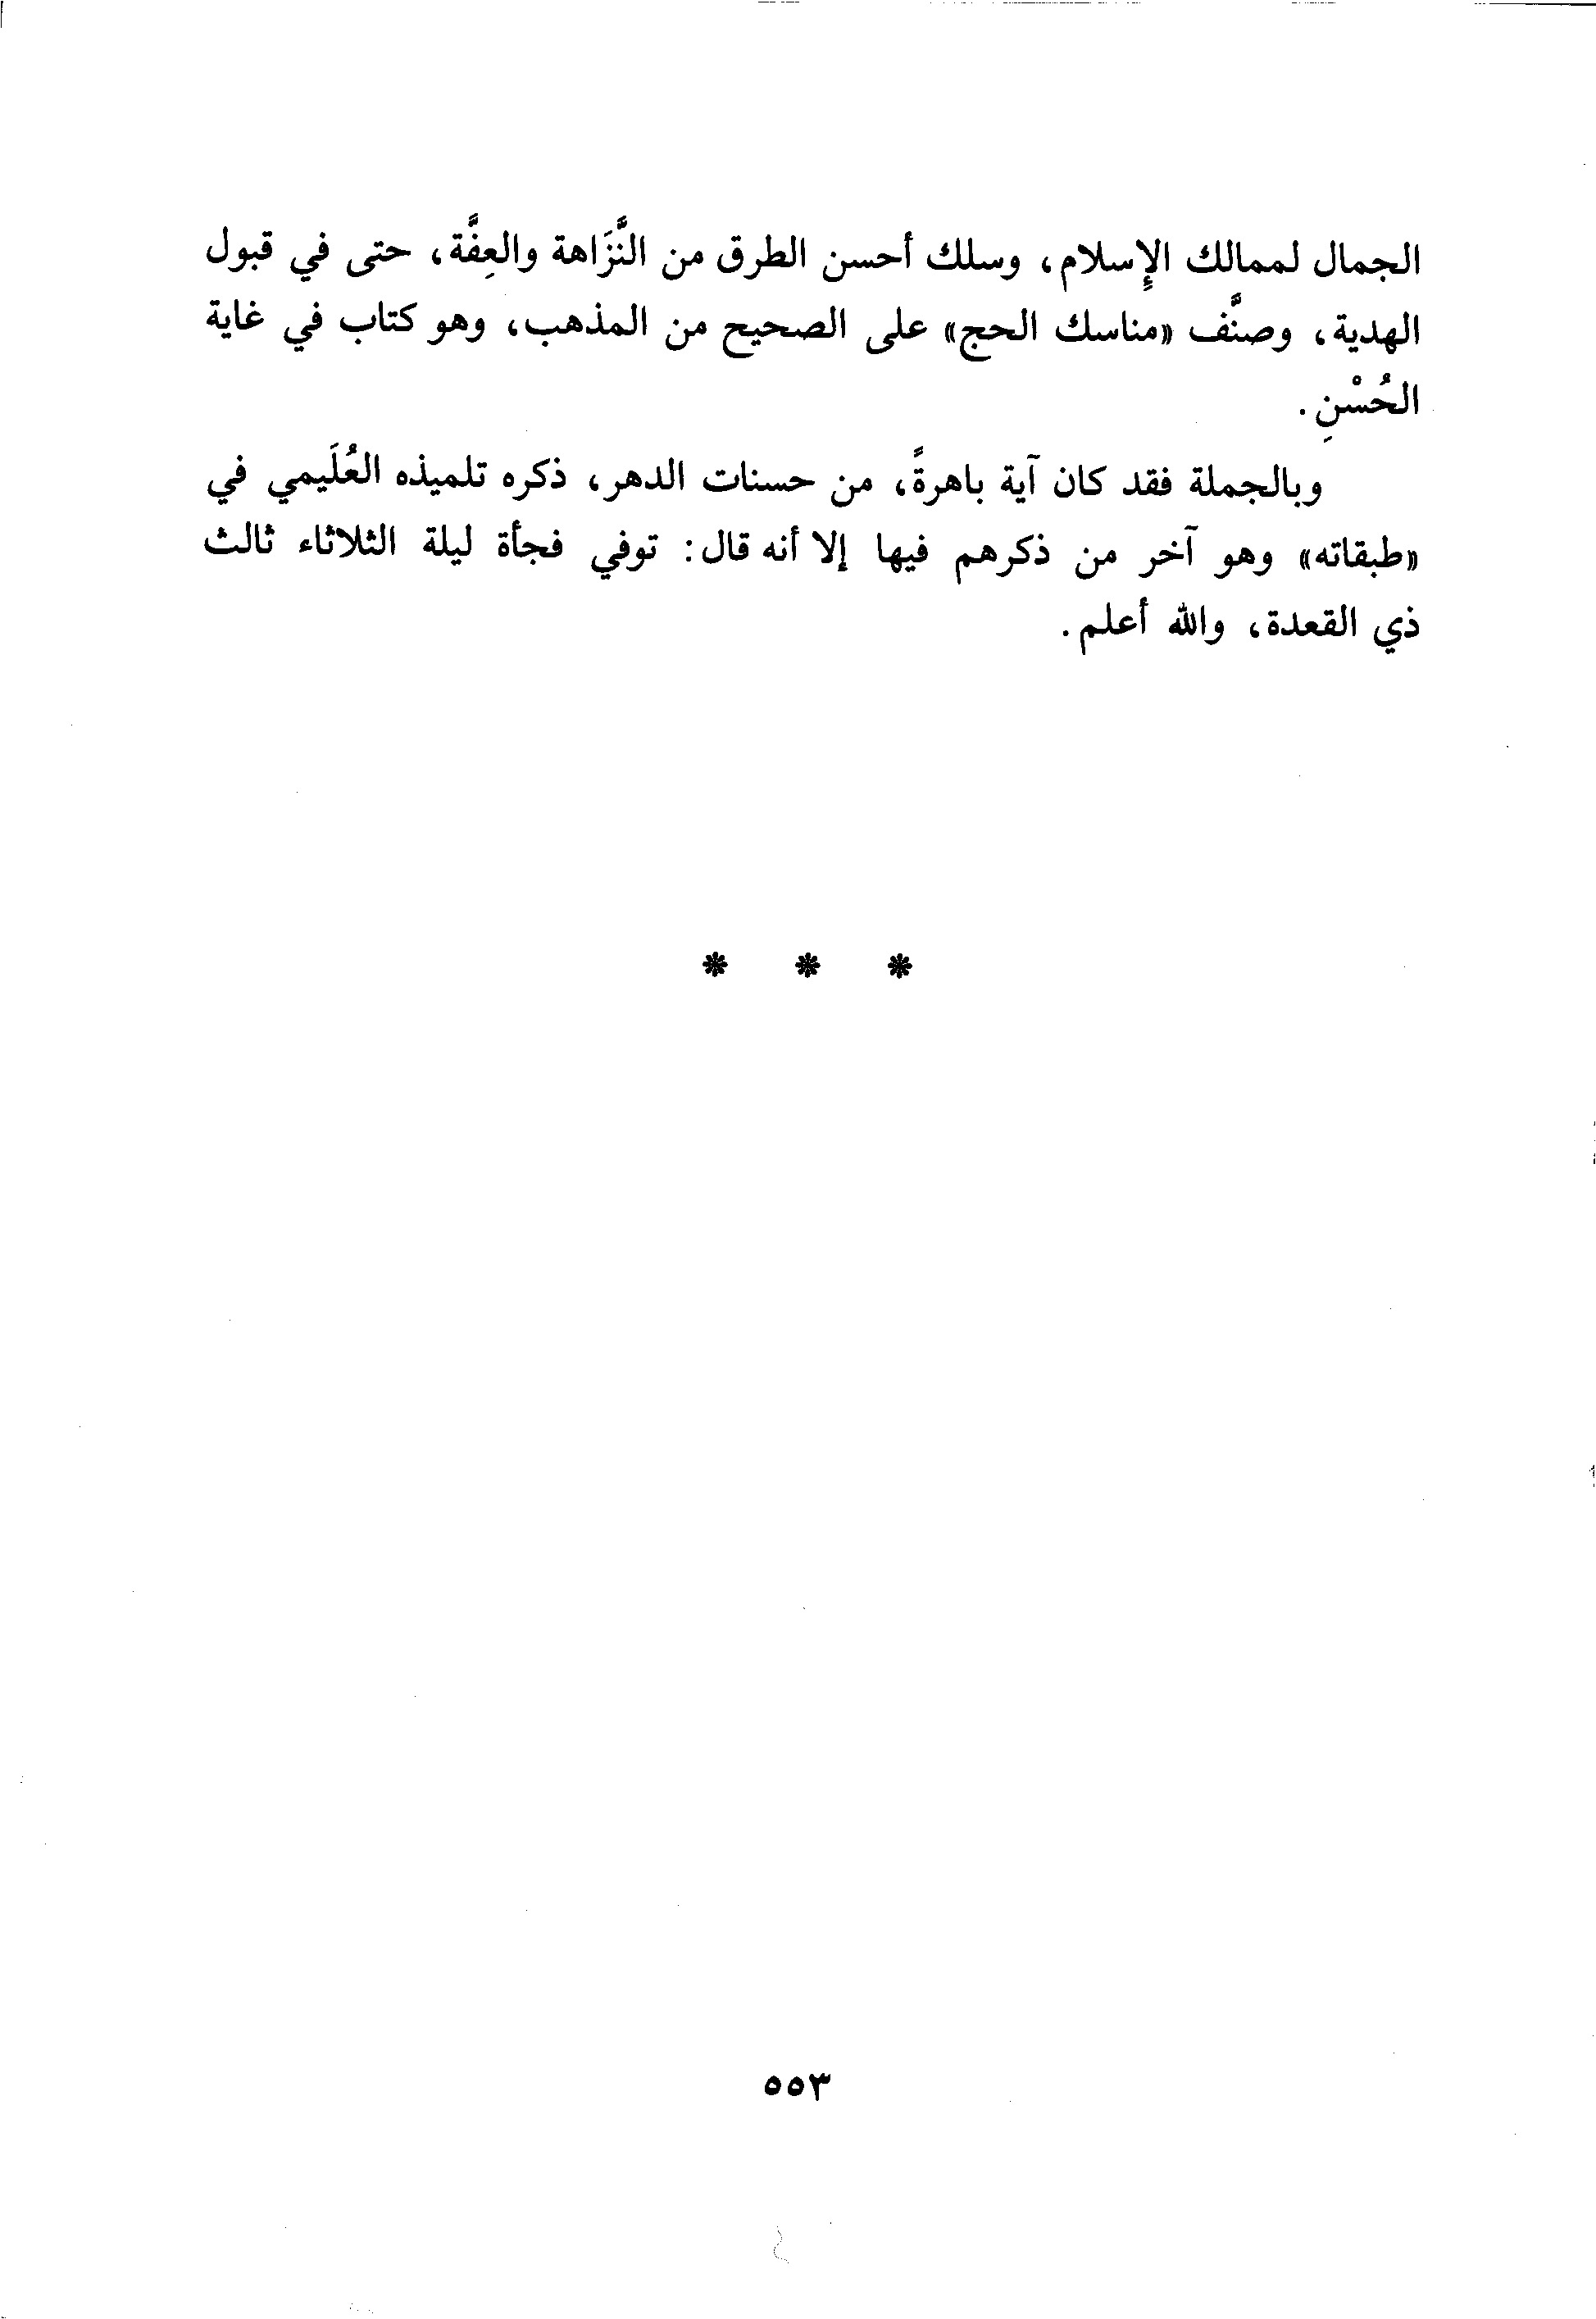 الجمال لممالك الإِسلام، وسلك أحسن الطرق من النَّزَاهة والعِفَّة، حتى في قبول
الهدية، وصنَّف «مناسك الحج» على الصحيح من المذهب، وهو كتاب في غاية
الحُسْنِ.
وبالجملة فقد كان آية باهرةً، من حسنات الدهر، ذكره تلميذه العُلَيمي في
«طبقاته» وهو آخر من ذكرهم فيها إلا أنه قال: توفي فجأة ليلة الثلاثاء ثالث
ذي القعدة، والله أعلم.
* * *
٥٥٣